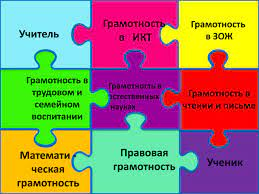 Учитель
Грамотность
в ИКТ
Грамотность
в ЗОЖ
Грамотность в
трудовом и
семейном
воспитании
Грамотность в
естественных
науках
Грамотность в
чтении и письме
Математи
ческая
грамотность
Правовая
грамотность
Ученик